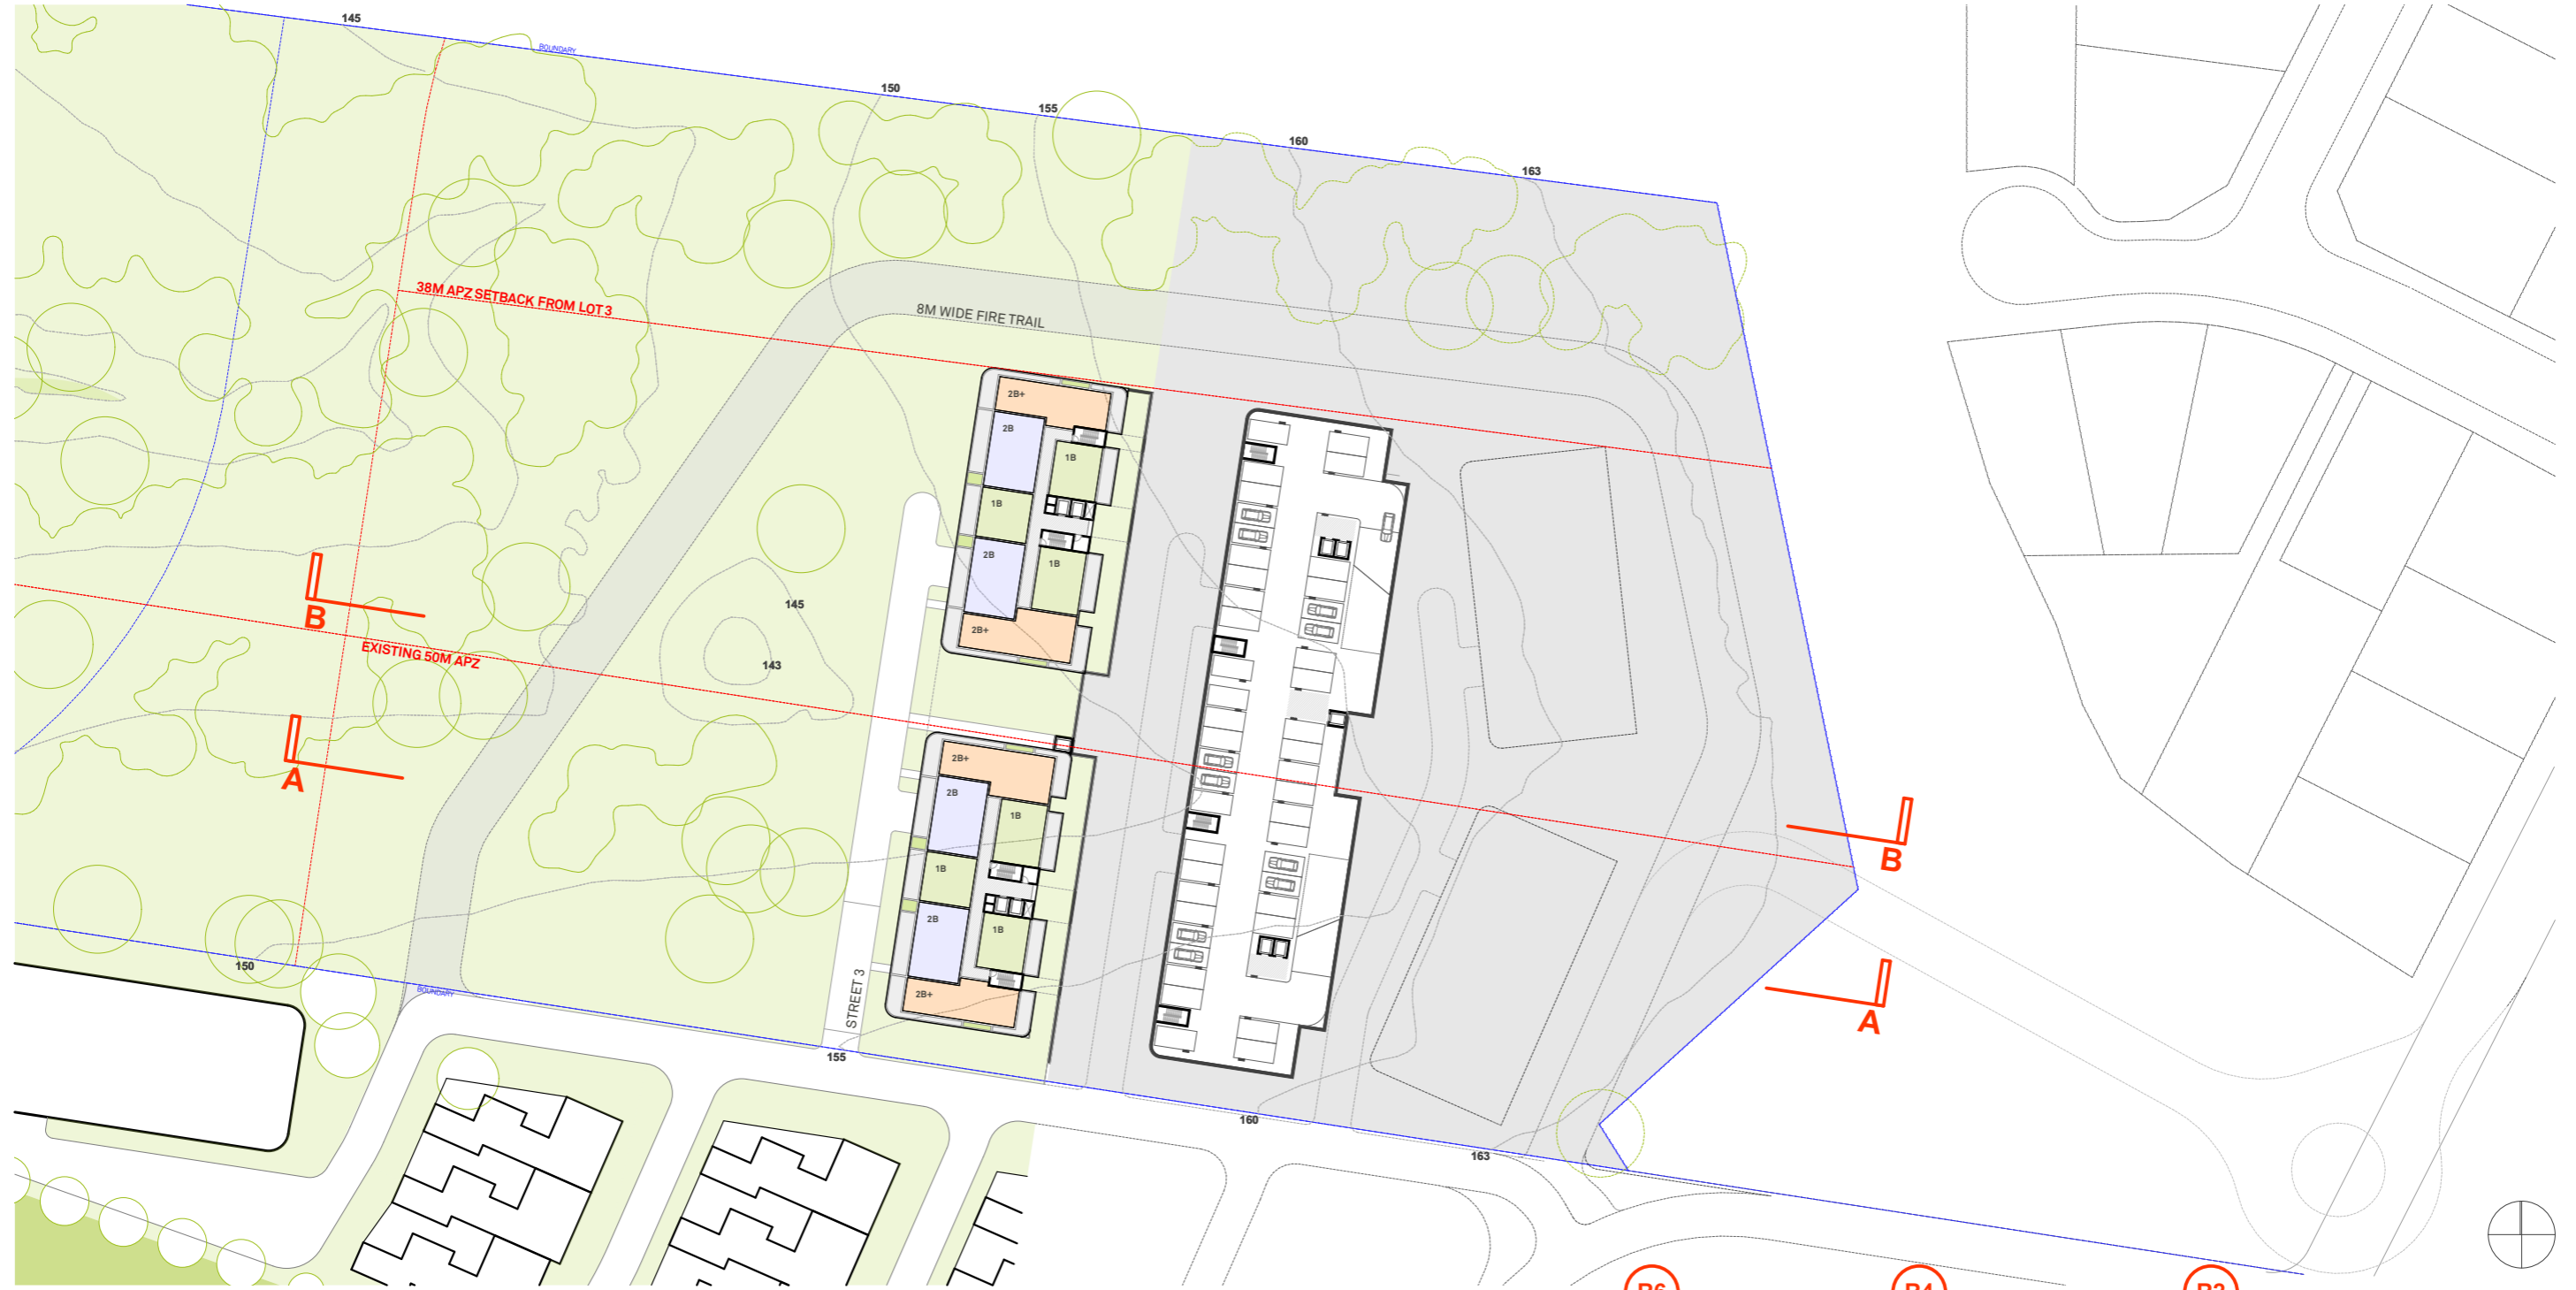 145
BOUNDARY
150
155
160
163
38M APZ SETBACK FROM LOT 3
8M WIDE FIRE TRAIL
2B+
2B
1B
1B
2B
1B
2B+
B
145
EXISTING 50M APZ
143
A
2B+
2B
1B
1B
2B
1B
2B+
B
150
BOUNDARY
STREET 3
A
155
160
163